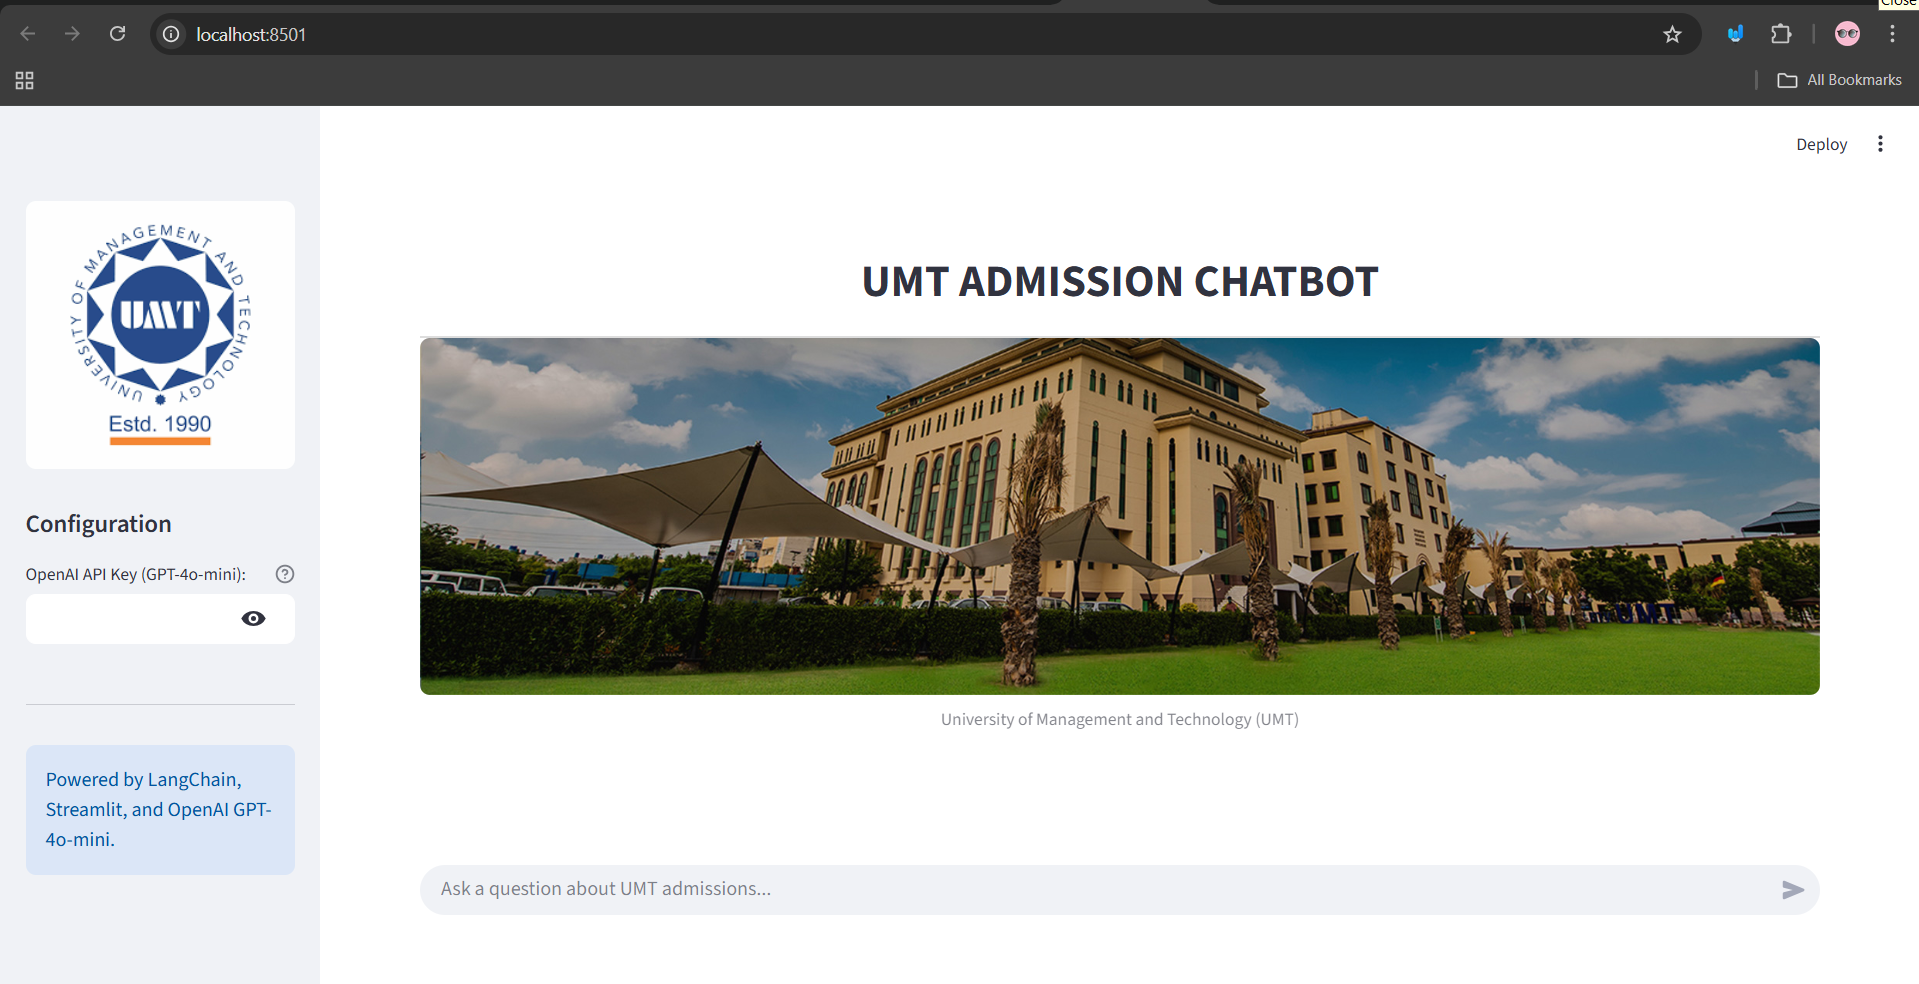 Close
localhost:8501
All Bookmarks
Deploy
UNIVERSITY OF MANAGEMENT AND TECHNOLOGY
UMT
Estd. 1990
Configuration
OpenAI API Key (GPT-4o-mini):
Powered by LangChain,
Streamlit, and OpenAI GPT-
4o-mini.
UMT ADMISSION CHATBOT
UMT
University of Management and Technology (UMT)
Ask a question about UMT admissions...